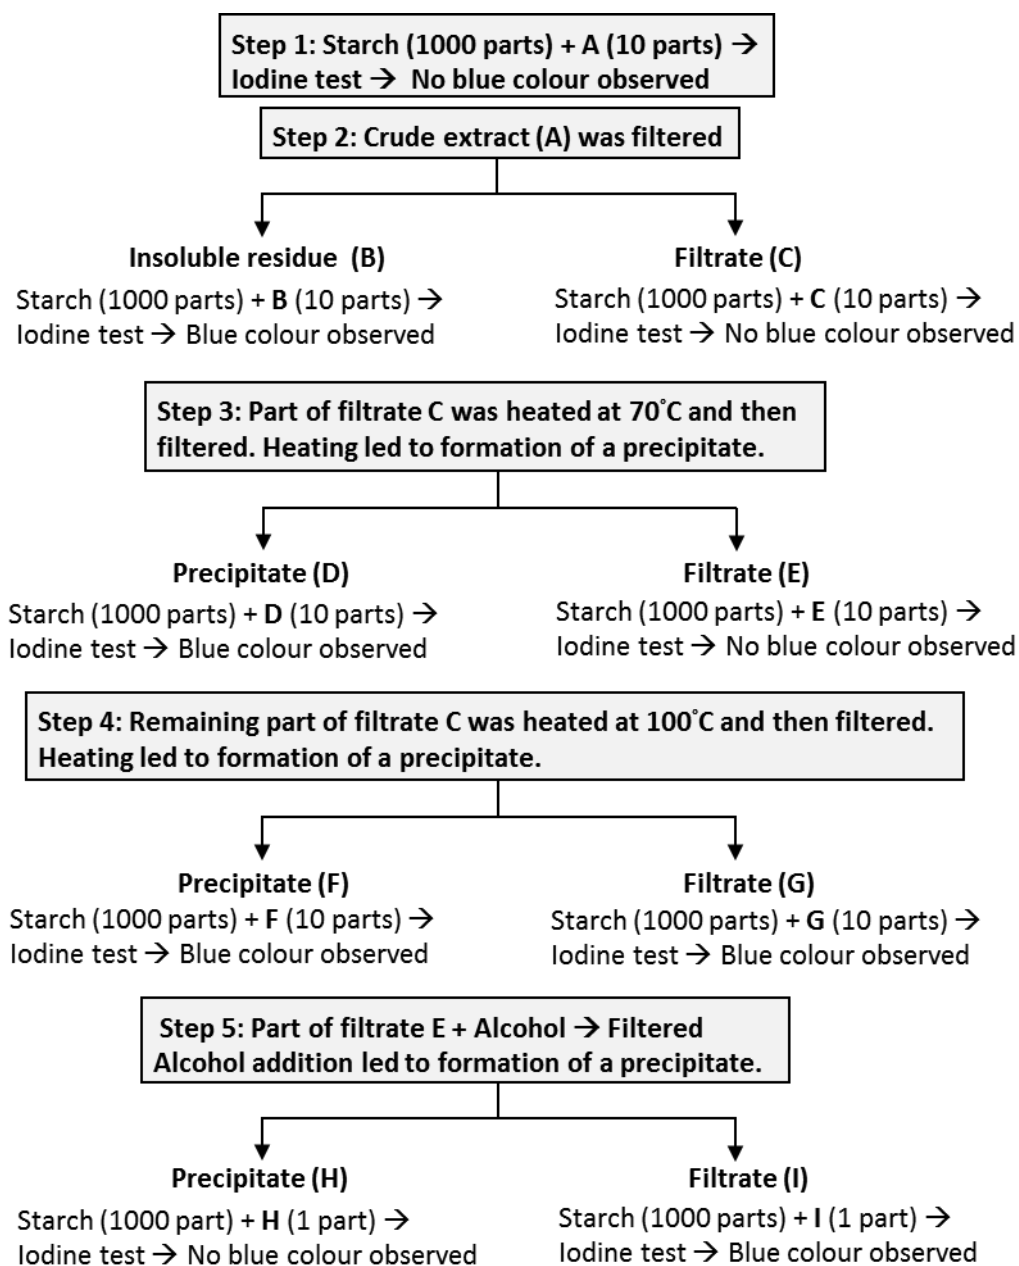 Step 1: Starch (1000 parts) + A (10 parts) →
Iodine test → No blue colour observed
Step 2: Crude extract (A) was filtered
Insoluble residue (B)
Starch (1000 parts) + B (10 parts) →
Iodine test → Blue colour observed
Filtrate (C)
Starch (1000 parts) + C (10 parts) →
Iodine test → No blue colour observed
Step 3: Part of filtrate C was heated at 70°C and then
filtered. Heating led to formation of a precipitate.
Precipitate (D)
Starch (1000 parts) + D (10 parts) →
Iodine test → Blue colour observed
Filtrate (E)
Starch (1000 parts) + E (10 parts) →
Iodine test → No blue colour observed
Step 4: Remaining part of filtrate C was heated at 100°C and then filtered.
Heating led to formation of a precipitate.
Precipitate (F)
Starch (1000 parts) + F (10 parts) →
Iodine test → Blue colour observed
Filtrate (G)
Starch (1000 parts) + G (10 parts) →
Iodine test → Blue colour observed
Step 5: Part of filtrate E + Alcohol → Filtered
Alcohol addition led to formation of a precipitate.
Precipitate (H)
Starch (1000 part) + H (1 part) →
Iodine test → No blue colour observed
Filtrate (I)
Starch (1000 parts) + I (1 part) →
Iodine test → Blue colour observed